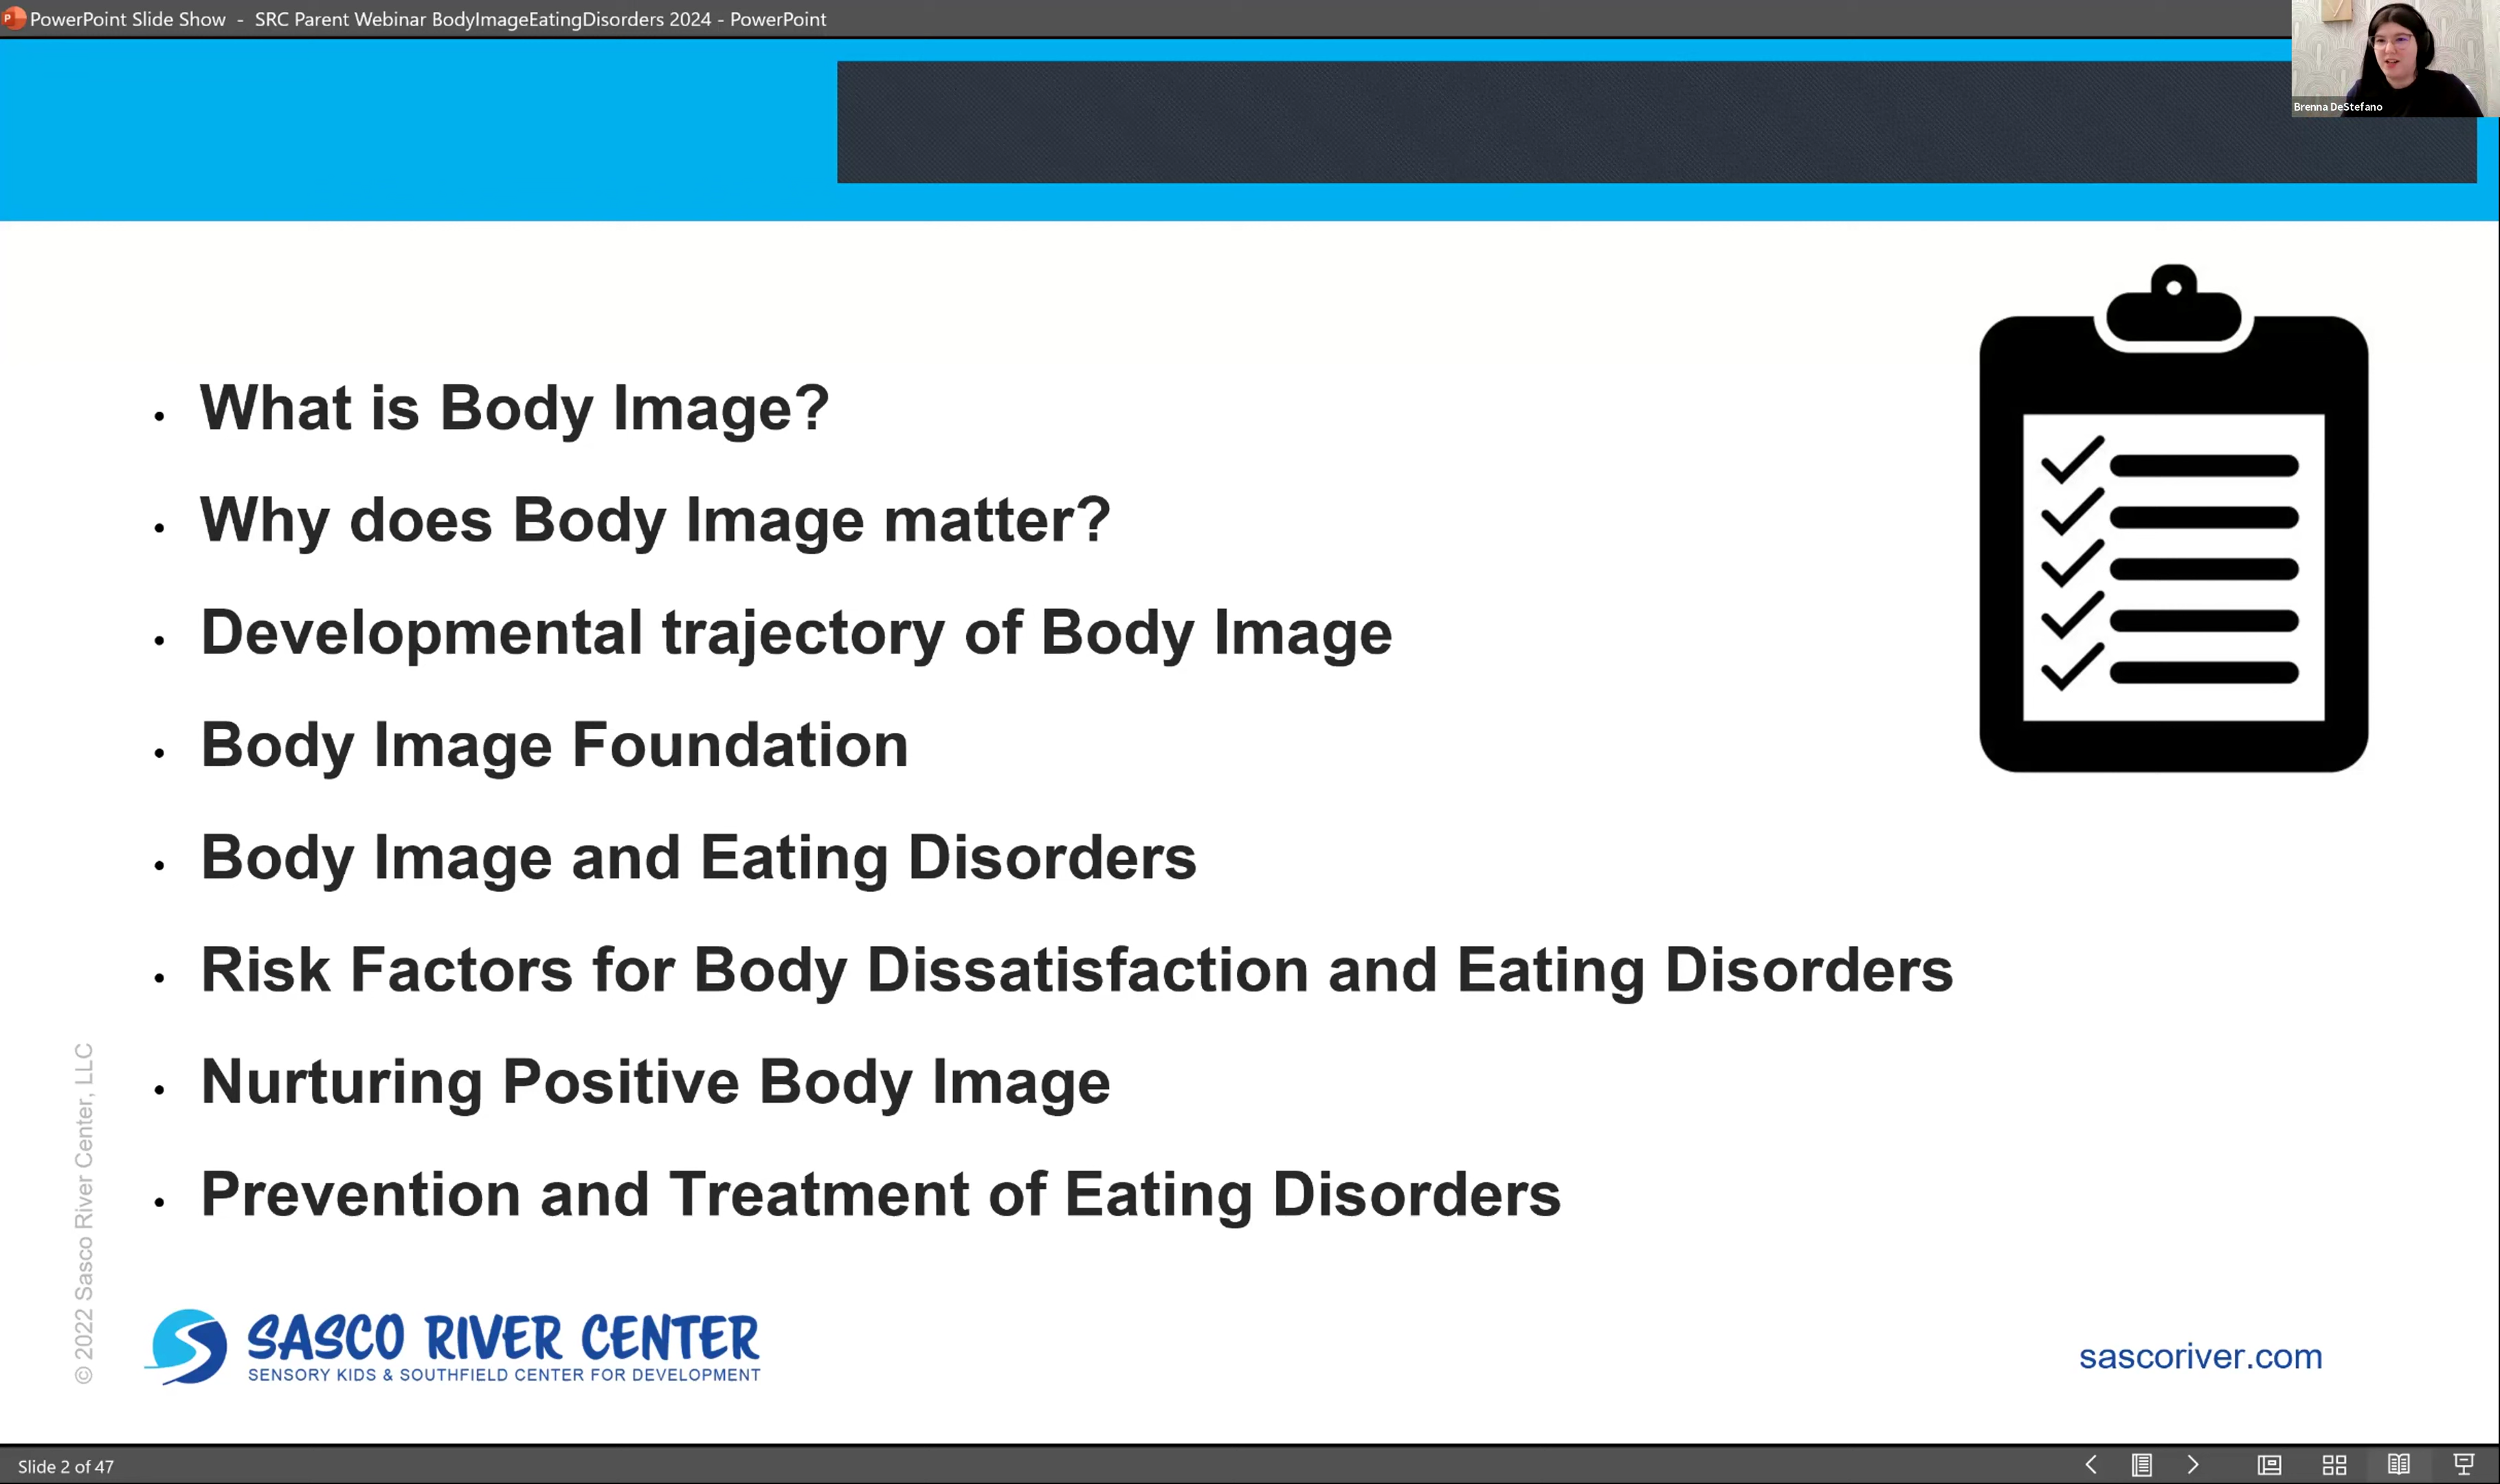 PowerPoint Slide Show - SRC Parent Webinar BodyImageEatingDisorders 2024 - PowerPoint
Brenna DeStefano
• What is Body Image?
• Why does Body Image matter?
• Developmental trajectory of Body Image
• Body Image Foundation
• Body Image and Eating Disorders
• Risk Factors for Body Dissatisfaction and Eating Disorders
• Nurturing Positive Body Image
• Prevention and Treatment of Eating Disorders
© 2022 Sasco River Center, LLC
SASCO RIVER CENTER
SENSORY KIDS & SOUTHFIELD CENTER FOR DEVELOPMENT
sascoriver.com
Slide 2 of 47